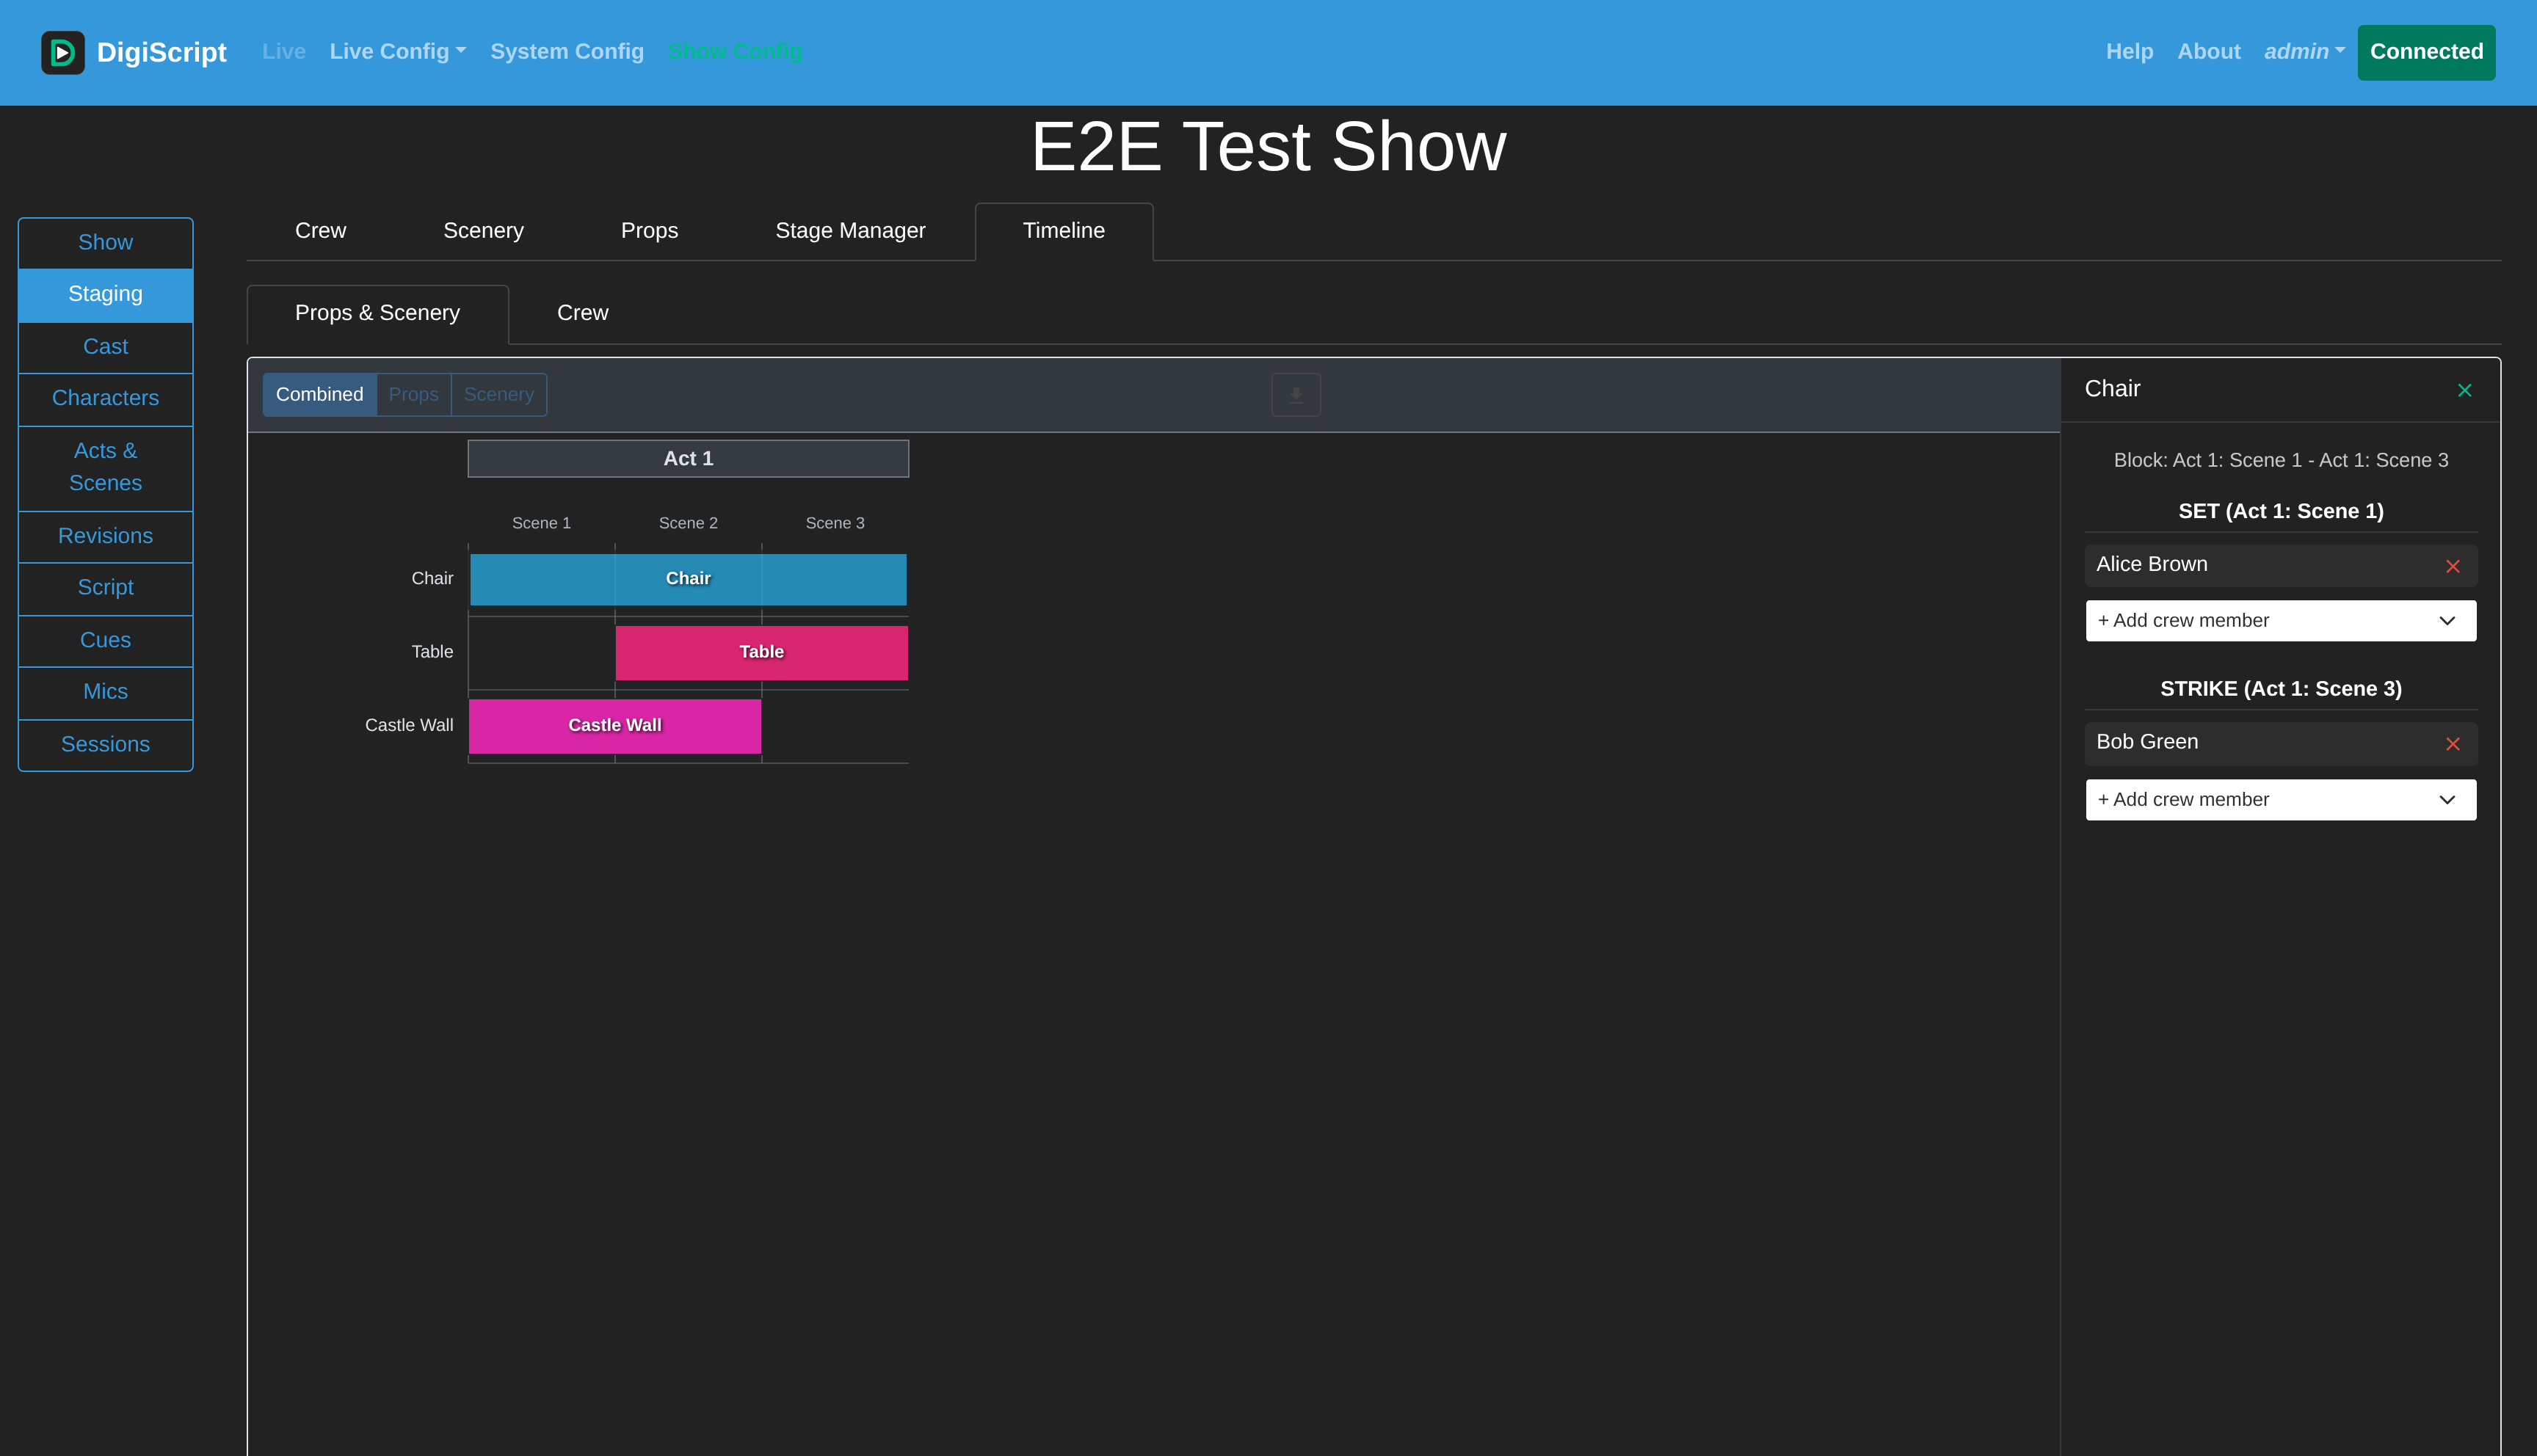 DigiScript
Live
Live Config
System Config
Show Config
Help
About
admin
Connected
E2E Test Show
Show
Staging
Cast
Characters
Acts &
Scenes
Revisions
Script
Cues
Mics
Sessions
Crew
Scenery
Props
Stage Manager
Timeline
Props & Scenery
Crew
Combined
Props
Scenery
Act 1
Scene 1
Scene 2
Scene 3
Chair
Chair
Table
Table
Castle Wall
Castle Wall
Chair
Block: Act 1: Scene 1 - Act 1: Scene 3
SET (Act 1: Scene 1)
Alice Brown
+ Add crew member
STRIKE (Act 1: Scene 3)
Bob Green
+ Add crew member